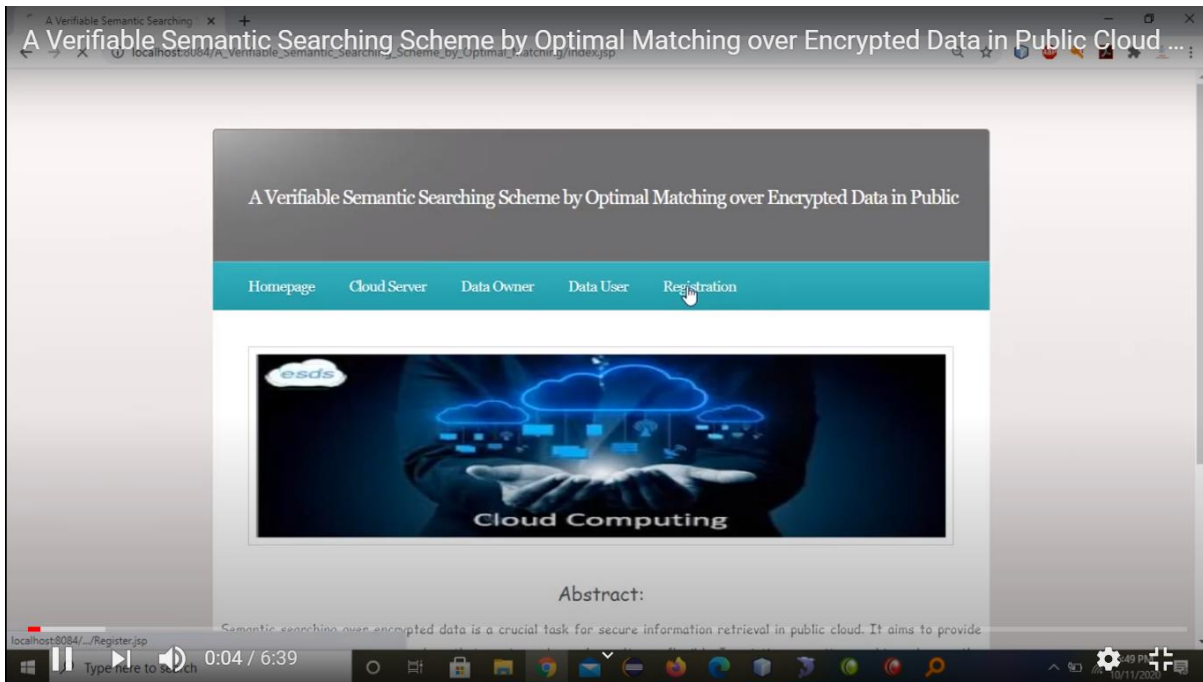 A Verifiable Semantic Searching
A Verifiable Semantic Searching Scheme by Optimal Matching over Encrypted Data in Public Cloud ...
localhost:8084/A_Verifiable_Semantic_Searching_Scheme_by_Optimal_Matching/index.jsp
A Verifiable Semantic Searching Scheme by Optimal Matching over Encrypted Data in Public
Homepage Cloud Server Data Owner Data User Registration
esds
Cloud Computing
Abstract:
Semantic searching over encrypted data is a crucial task for secure information retrieval in public cloud. It aims to provide
localhost:8084/.../Register.jsp
0:04 / 6:39
Type here to search
:49 PM
10/11/2020